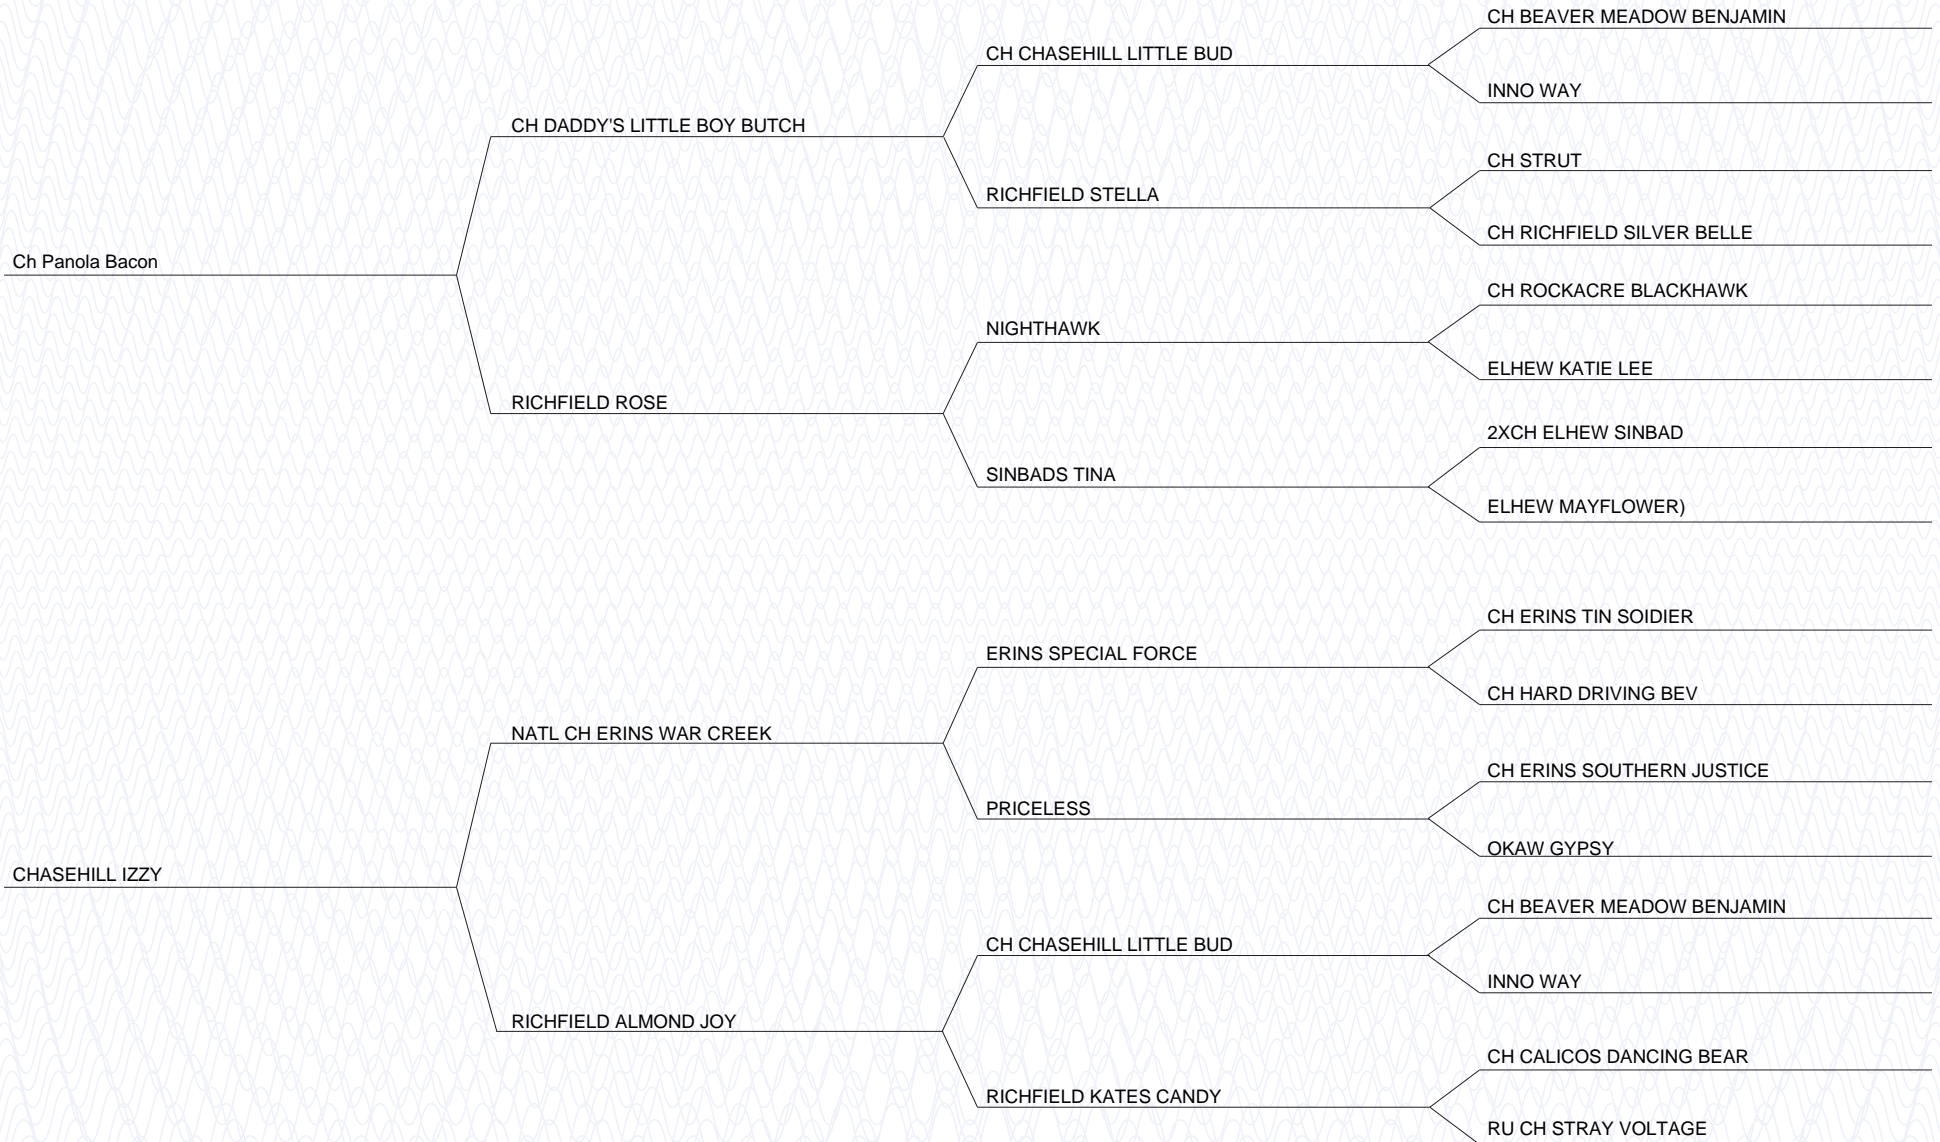 CH BEAVER MEADOW BENJAMIN
CH CHASEHILL LITTLE BUD
INNO WAY
CH DADDY'S LITTLE BOY BUTCH
CH STRUT
RICHFIELD STELLA
CH RICHFIELD SILVER BELLE
Ch Panola Bacon
CH ROCKACRE BLACKHAWK
NIGHTHAWK
ELHEW KATIE LEE
RICHFIELD ROSE
2XCH ELHEW SINBAD
SINBADS TINA
ELHEW MAYFLOWER)
CH ERINS TIN SOIDIER
ERINS SPECIAL FORCE
CH HARD DRIVING BEV
NATL CH ERINS WAR CREEK
CH ERINS SOUTHERN JUSTICE
PRICELESS
OKAW GYPSY
CHASEHILL IZZY
CH BEAVER MEADOW BENJAMIN
CH CHASEHILL LITTLE BUD
INNO WAY
RICHFIELD ALMOND JOY
CH CALICOS DANCING BEAR
RICHFIELD KATES CANDY
RU CH STRAY VOLTAGE